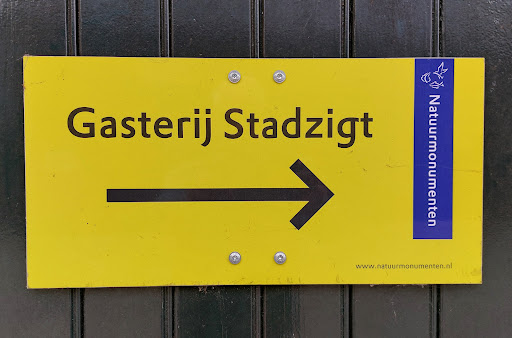 Gasterij Stadzigt
Natuurmonumenten
www.natuurmonumenten.nl